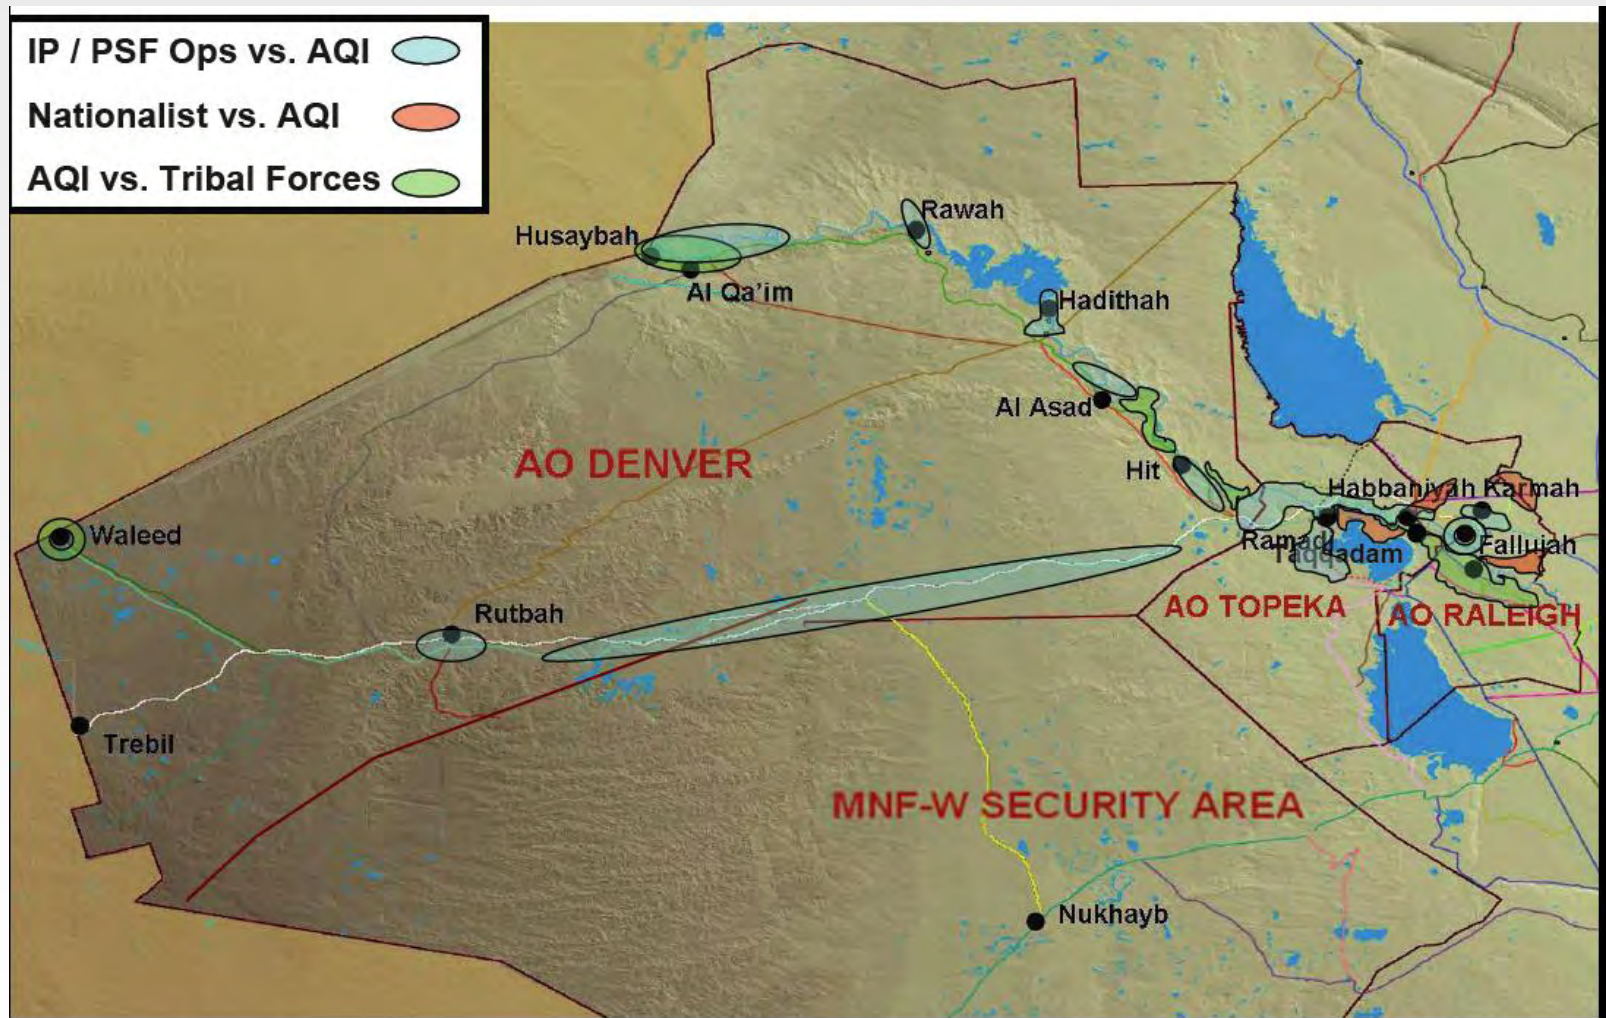 IP / PSF Ops vs. AQI
Nationalist vs. AQI
AQI vs. Tribal Forces
Rawah
Husaybah
Al Qa'im
Hadithah
Al Asad
AO DENVER
Hit
Habbaniyah Karmah
Waleed
Ramadi
Fallujah
Taqqadam
Rutbah
AO TOPEKA
AO RALEIGH
Trebil
MNF-W SECURITY AREA
Nukhayb